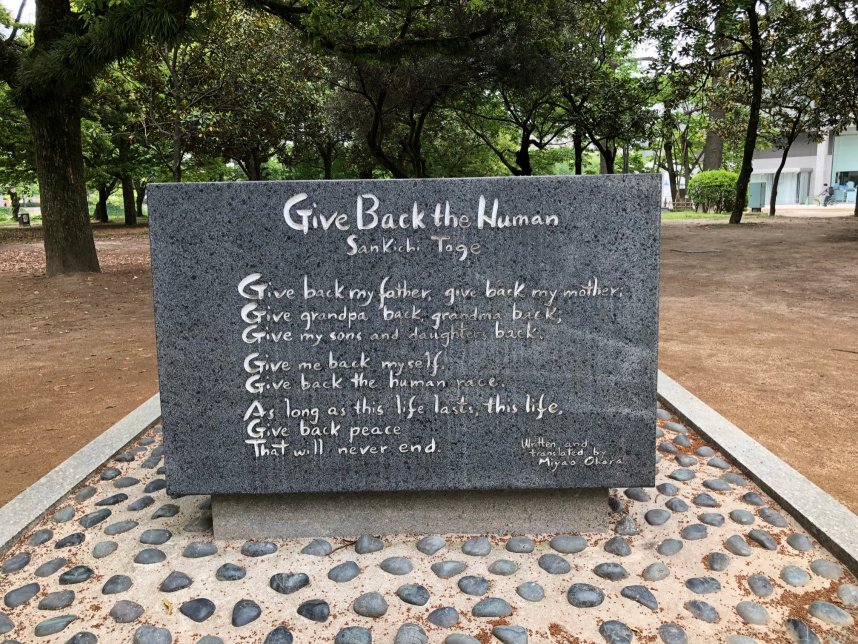 Give Back the Human
Sankichi Toge
Give back my father, give back my mother;
Give grandpa back, grandma back;
Give my sons and daughters back.
Give me back myself.
Give back the human race.
As long as this life lasts, this life,
Give back peace
That will never end.
Written and
translated by
Miyao Ohara